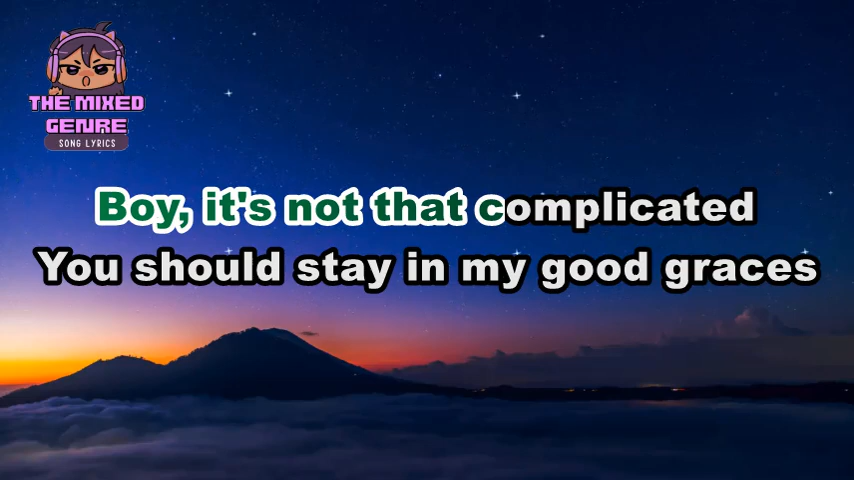 THE MIXED
GENRE
SONG LYRICS
Boy, it's not that complicated
You should stay in my good graces